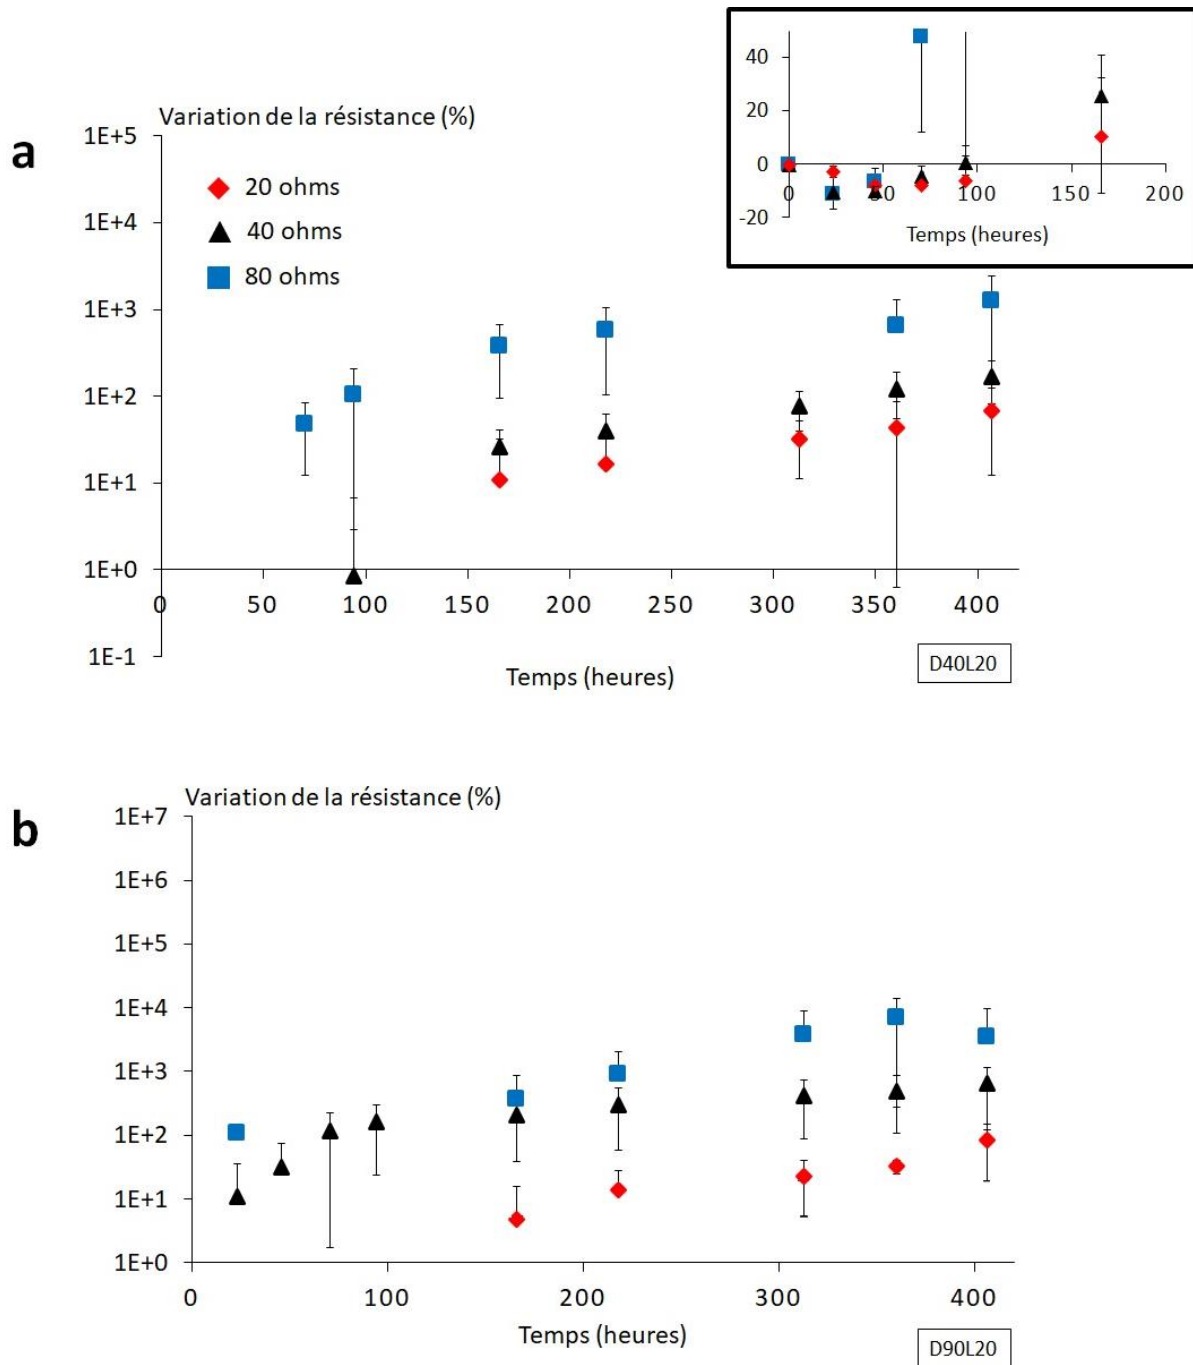 a
Variation de la résistance (%)
1E+5
1E+4
1E+3
1E+2
1E+1
1E+0
1E-1
20 ohms
40 ohms
80 ohms
0 50 100 150 200 250 300 350 400
Temps (heures)
D40L20
40
20
0
-20
0 50 100 150 200
Temps (heures)
b
Variation de la résistance (%)
1E+7
1E+6
1E+5
1E+4
1E+3
1E+2
1E+1
1E+0
0 100 200 300 400
Temps (heures)
D90L20